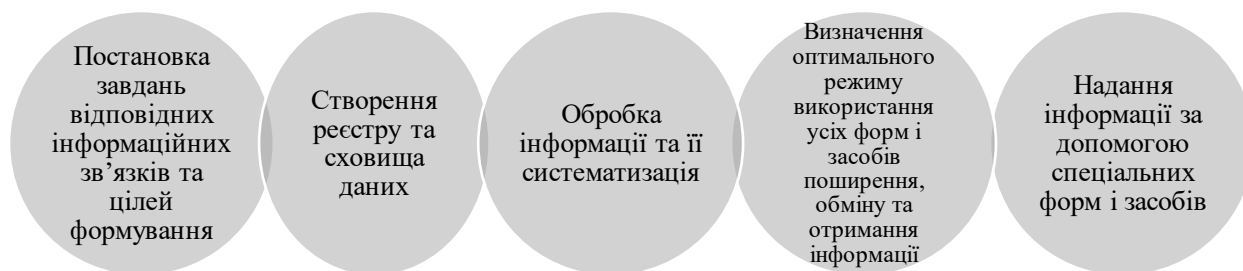 Постановка
завдань
відповідних
інформаційних
зв’язків та
цілей
формування
Створення
реєстру та
сховища
даних
Обробка
інформації та її
систематизація
Визначення
оптимального
режиму
використання
усіх форм і
засобів
поширення,
обміну та
отримання
інформації
Надання
інформації за
допомогою
спеціальних
форм і засобів